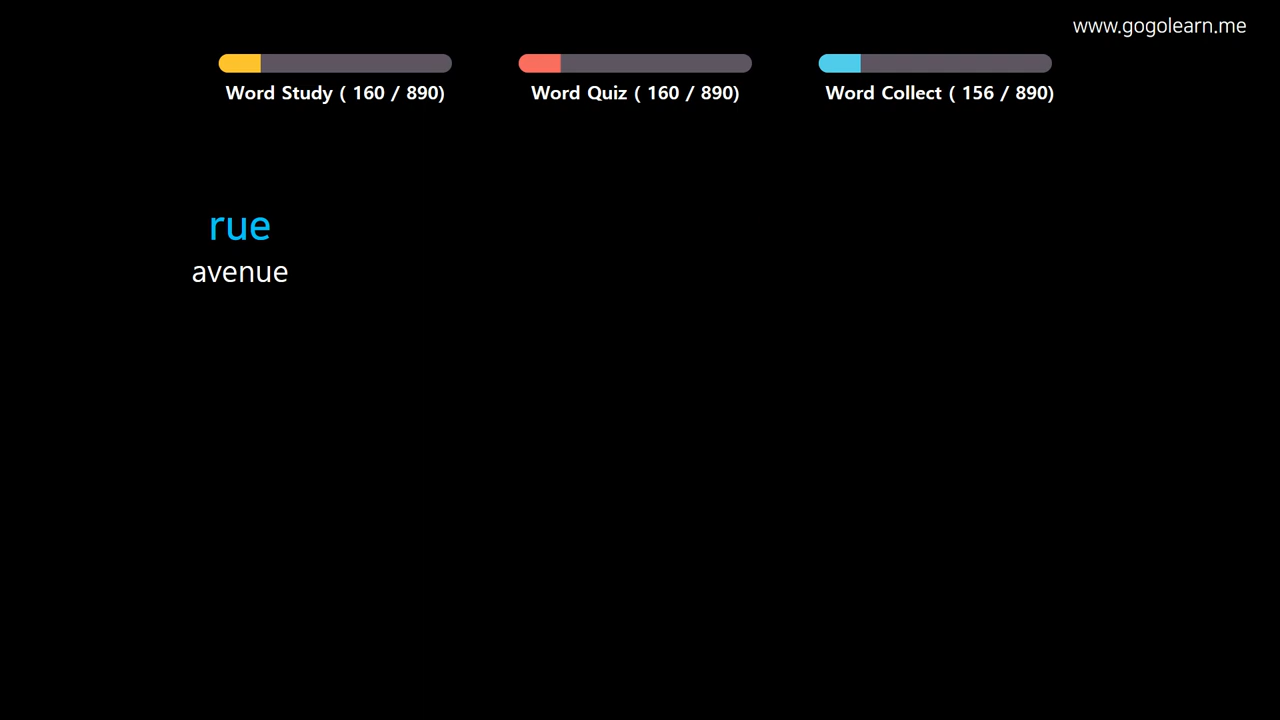 www.gogolearn.me
Word Study ( 160 / 890)
Word Quiz ( 160 / 890)
Word Collect ( 156 / 890)
rue
avenue